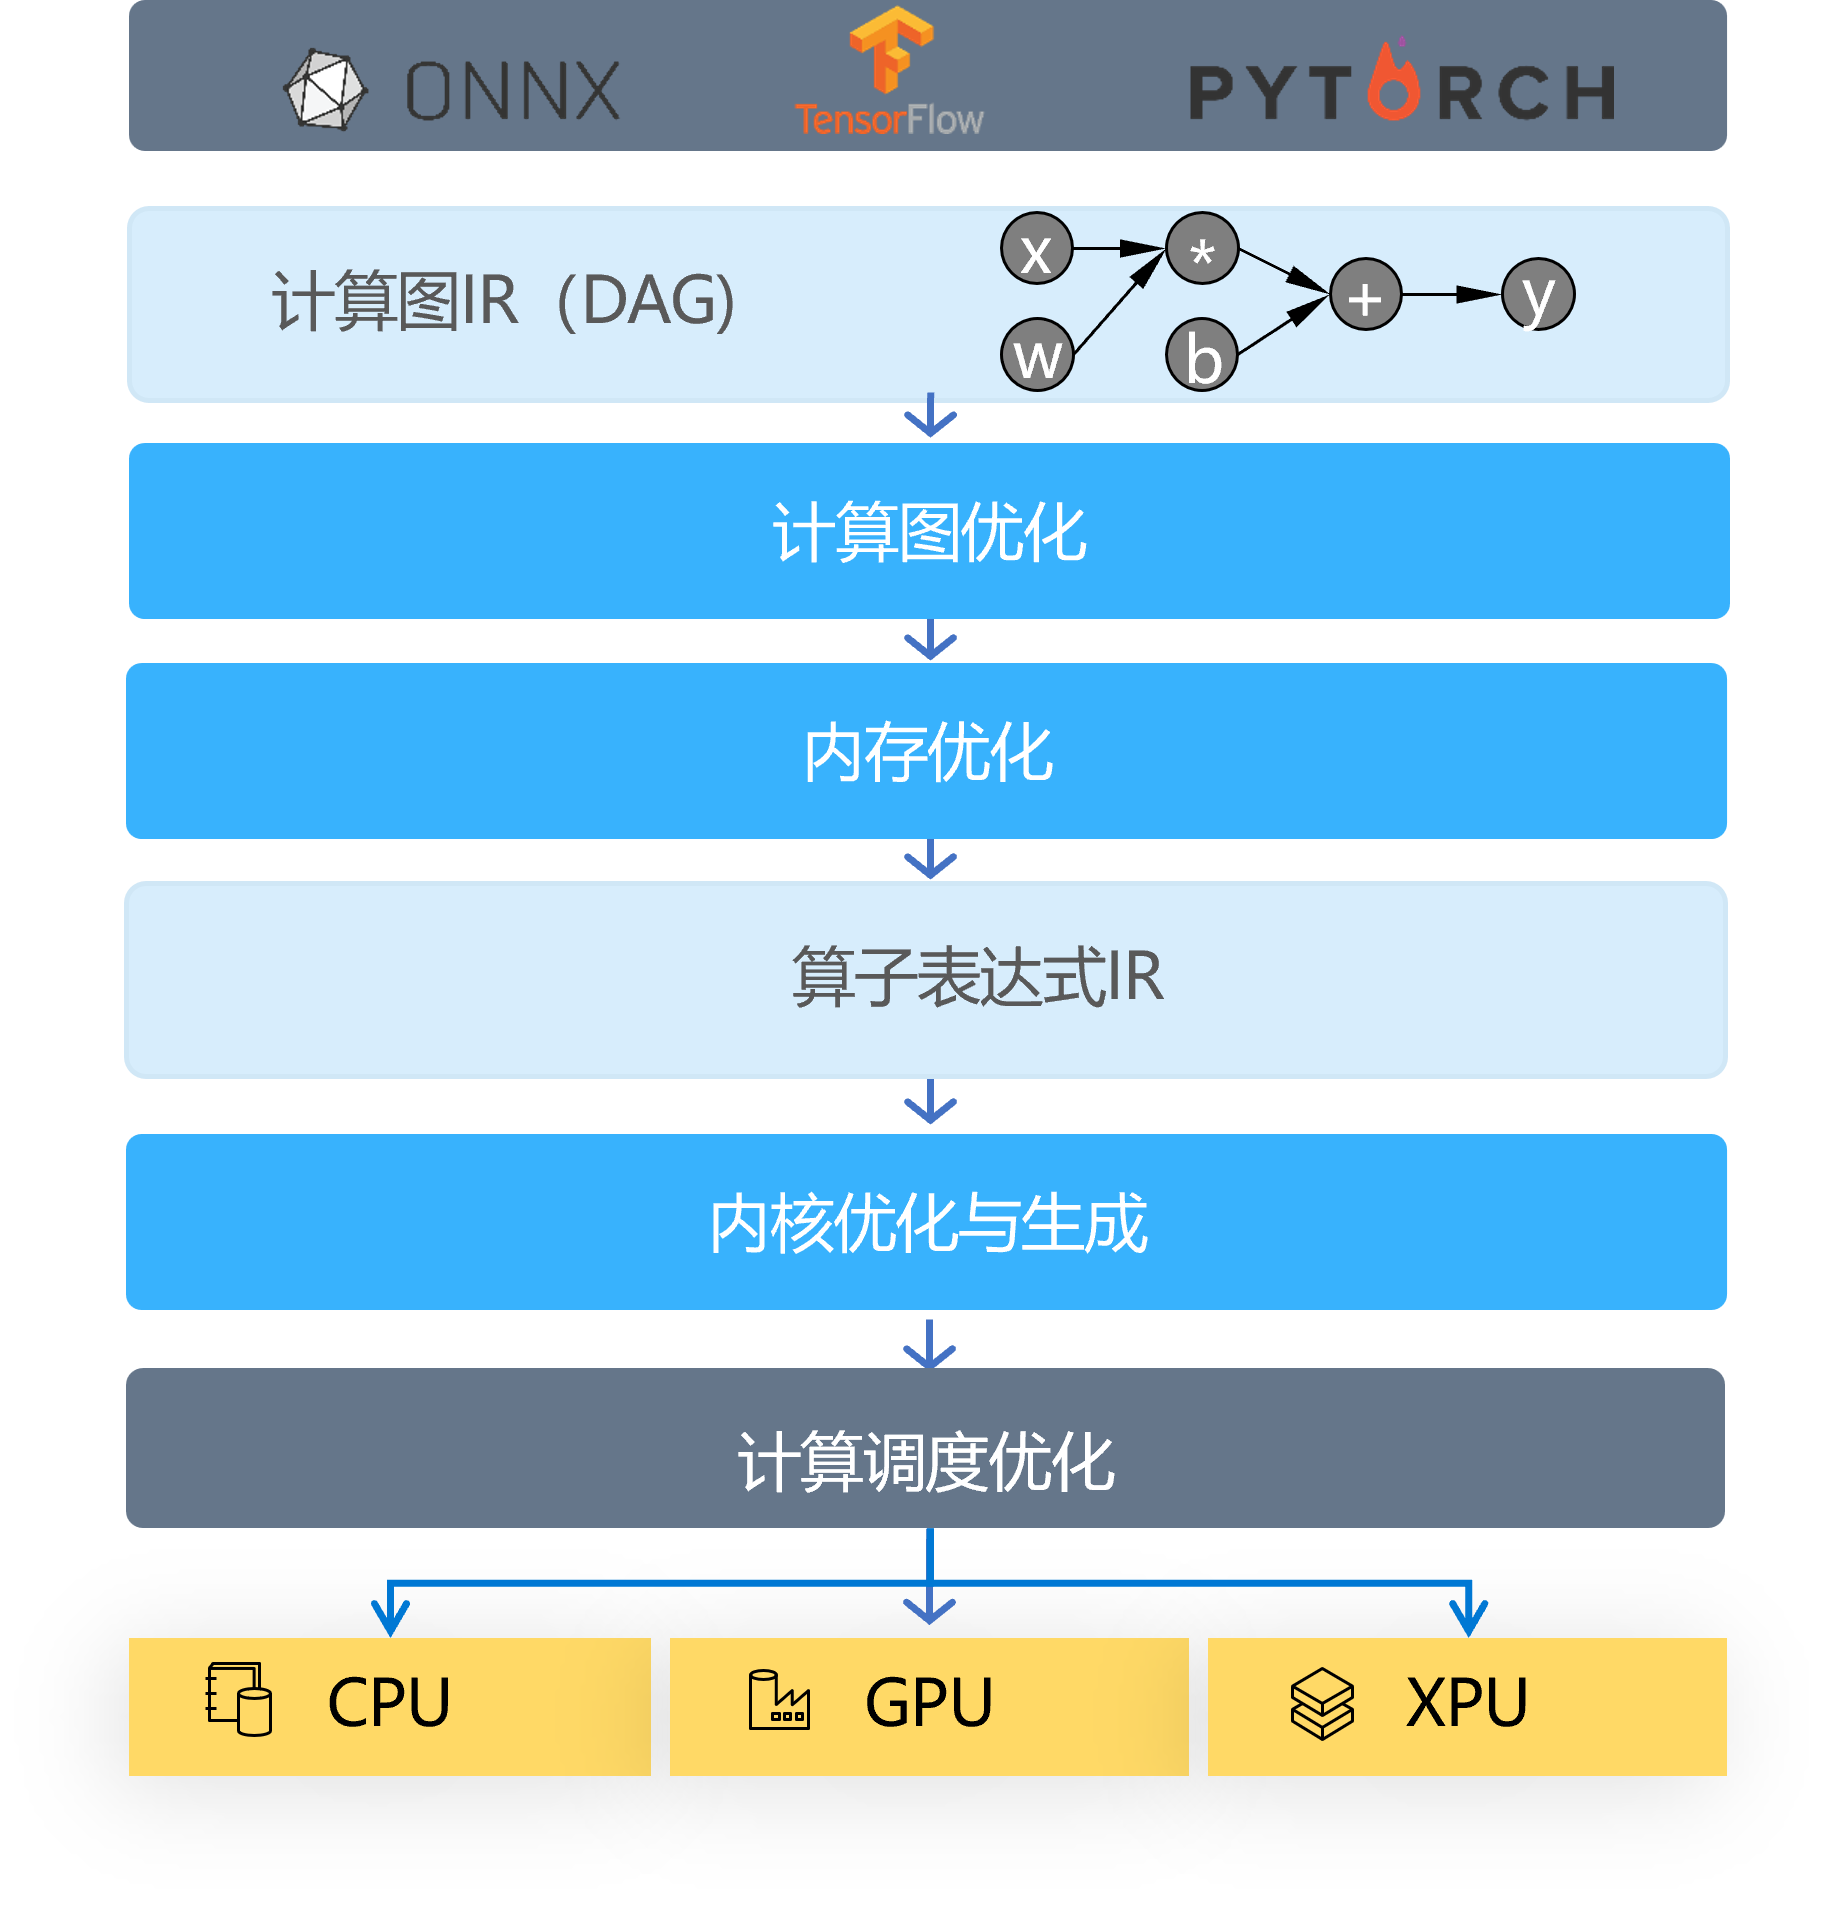 ONNX
TensorFlow
PYTORCH
计算图IR（DAG）
x
*
w
b
+
y
计算图优化
内存优化
算子表达式IR
内核优化与生成
计算调度优化
CPU
GPU
XPU